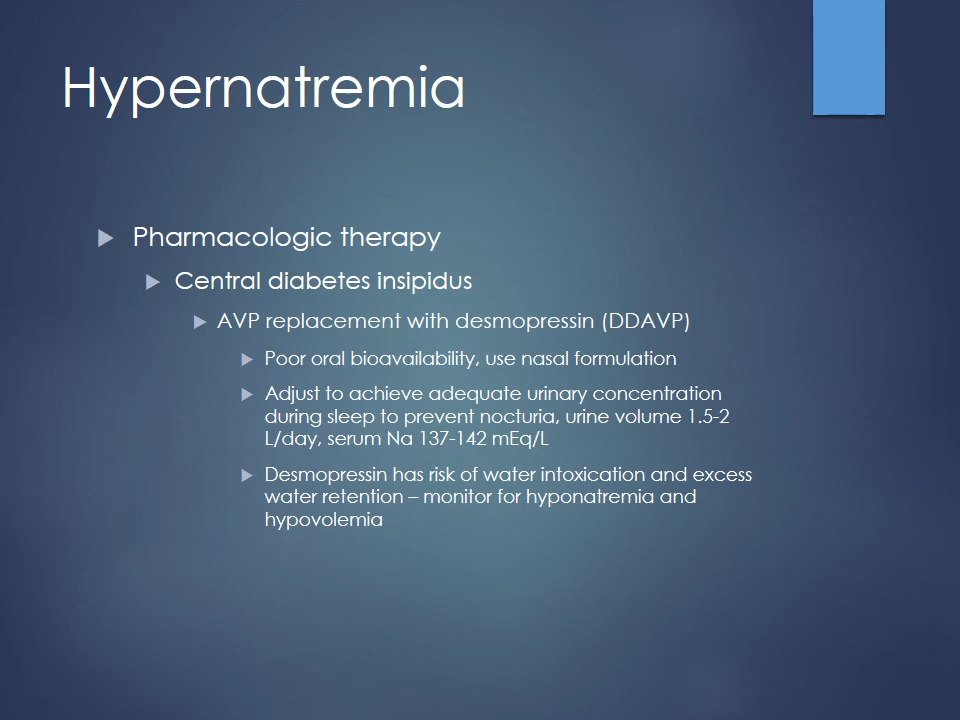 Hypernatremia
Pharmacologic therapy
Central diabetes insipidus
AVP replacement with desmopressin (DDAVP)
Poor oral bioavailability, use nasal formulation
Adjust to achieve adequate urinary concentration
during sleep to prevent nocturia, urine volume 1.5-2
L/day, serum Na 137-142 mEq/L
Desmopressin has risk of water intoxication and excess
water retention – monitor for hyponatremia and
hypovolemia